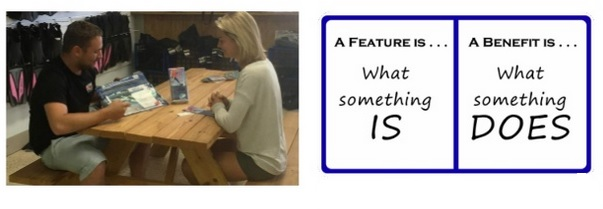 A FEATURE IS . . .
What
something
IS
A BENEFIT IS . . .
What
something
DOES